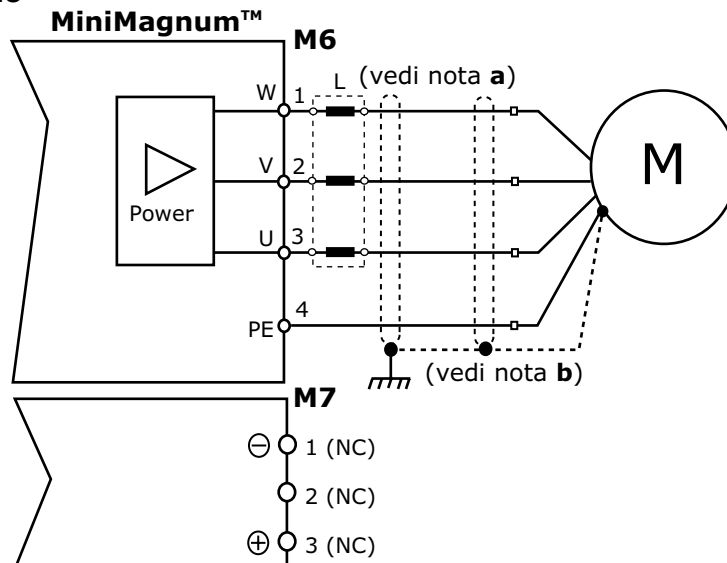 MiniMagnum™
M6
L (vedi nota a)
W 1
V 2
Power
U 3
M
PE 4
(vedi nota b)
M7
⊖ 1 (NC)
2 (NC)
⊕ 3 (NC)